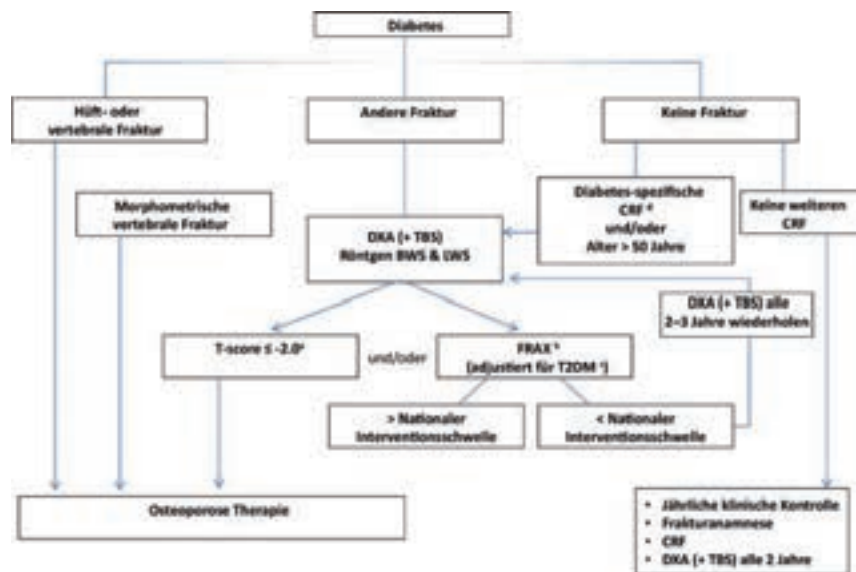 Diabetes
Hüft- oder
vertebrale Fraktur
Andere Fraktur
Keine Fraktur
Morphometrische
vertebrale Fraktur
Diabetes-spezifische
CRF
und/oder
Alter > 50 Jahre
Keine weiteren
CRF
DXA (+ TBS)
Röntgen BWS & LWS
DXA (+ TBS) alle
2–3 Jahre wiederholen
T-score ≤ -2.0
und/oder
FRAX
(adjustiert für T2DM )
> Nationaler
Interventionsschwelle
< Nationaler
Interventionsschwelle
Osteoporose Therapie
• Jährliche klinische Kontrolle
• Frakturanamnese
• CRF
• DXA (+ TBS) alle 2 Jahre